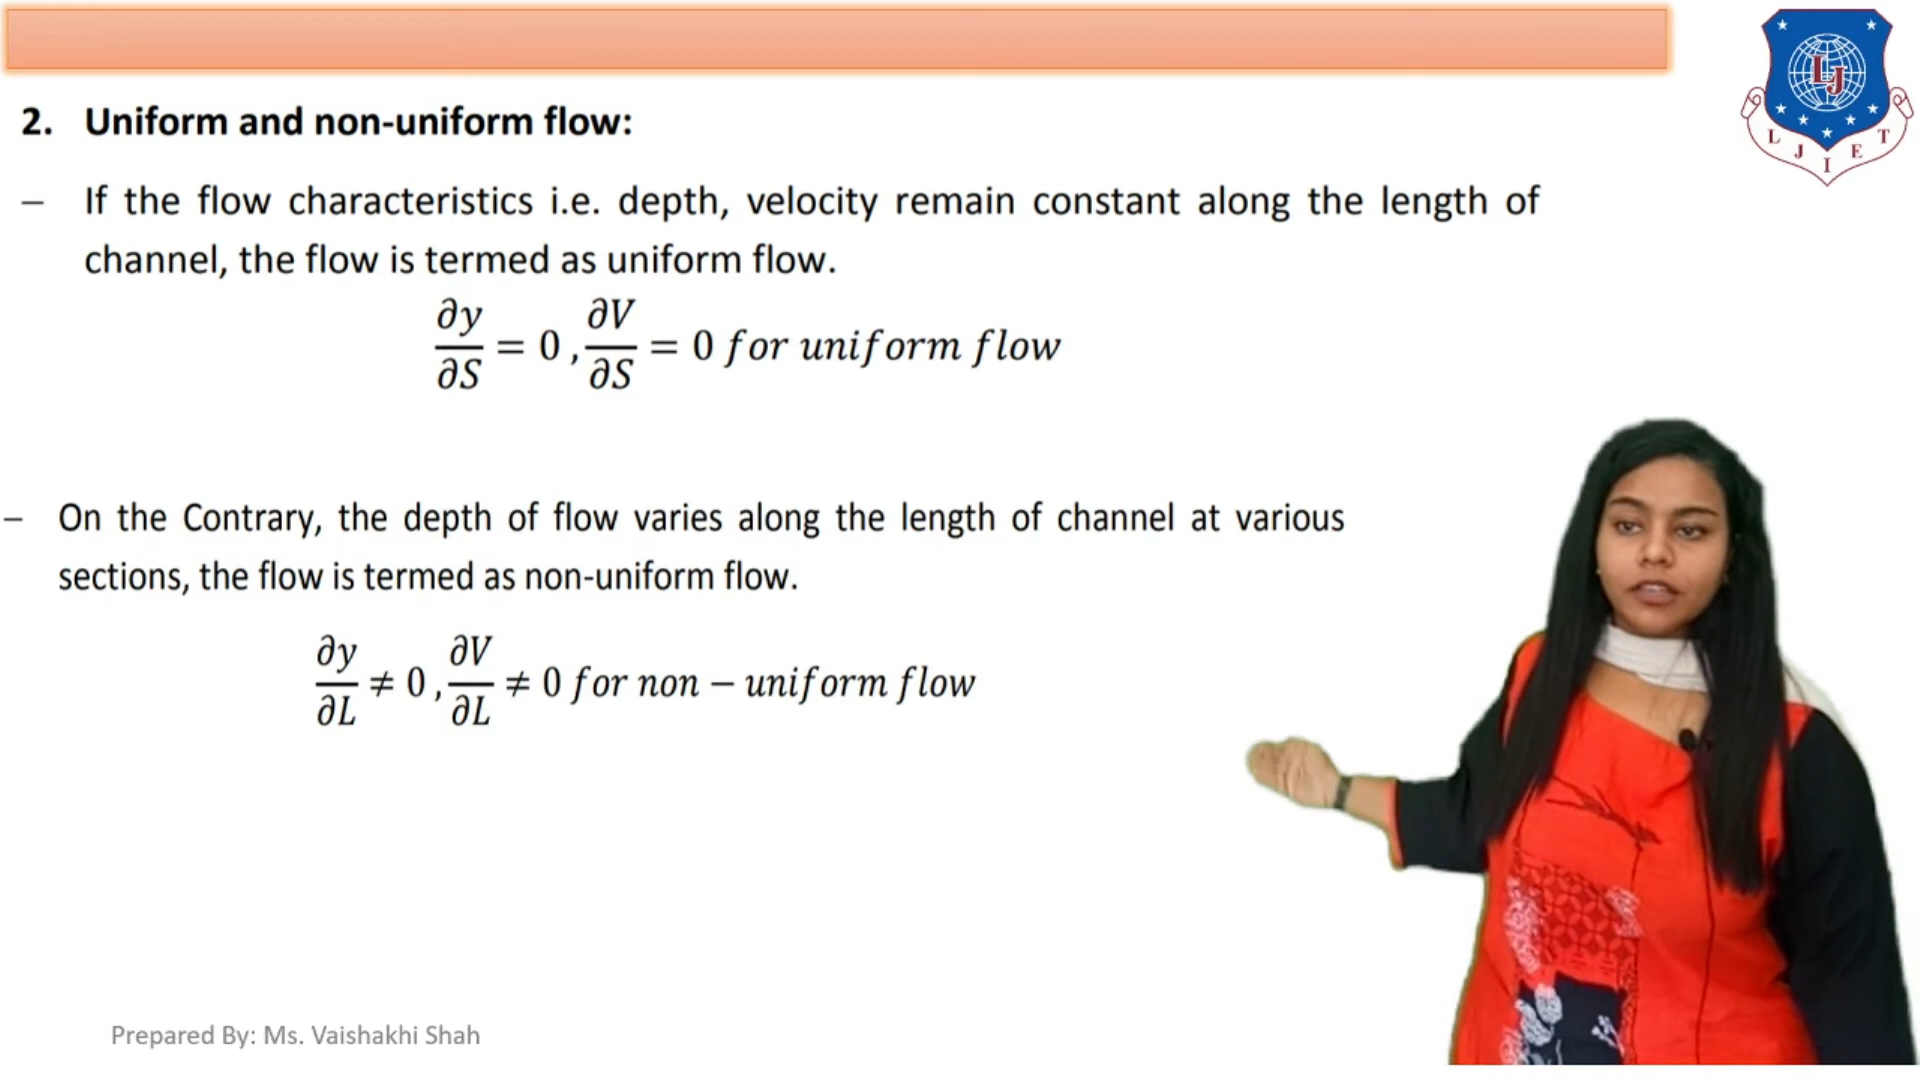 2. Uniform and non-uniform flow:
– If the flow characteristics i.e. depth, velocity remain constant along the length of
channel, the flow is termed as uniform flow.
∂y/∂S = 0 , ∂V/∂S = 0 for uniform flow
– On the Contrary, the depth of flow varies along the length of channel at various
sections, the flow is termed as non-uniform flow.
∂y/∂L ≠ 0 , ∂V/∂L ≠ 0 for non − uniform flow
Prepared By: Ms. Vaishakhi Shah
LJ
L J I E T